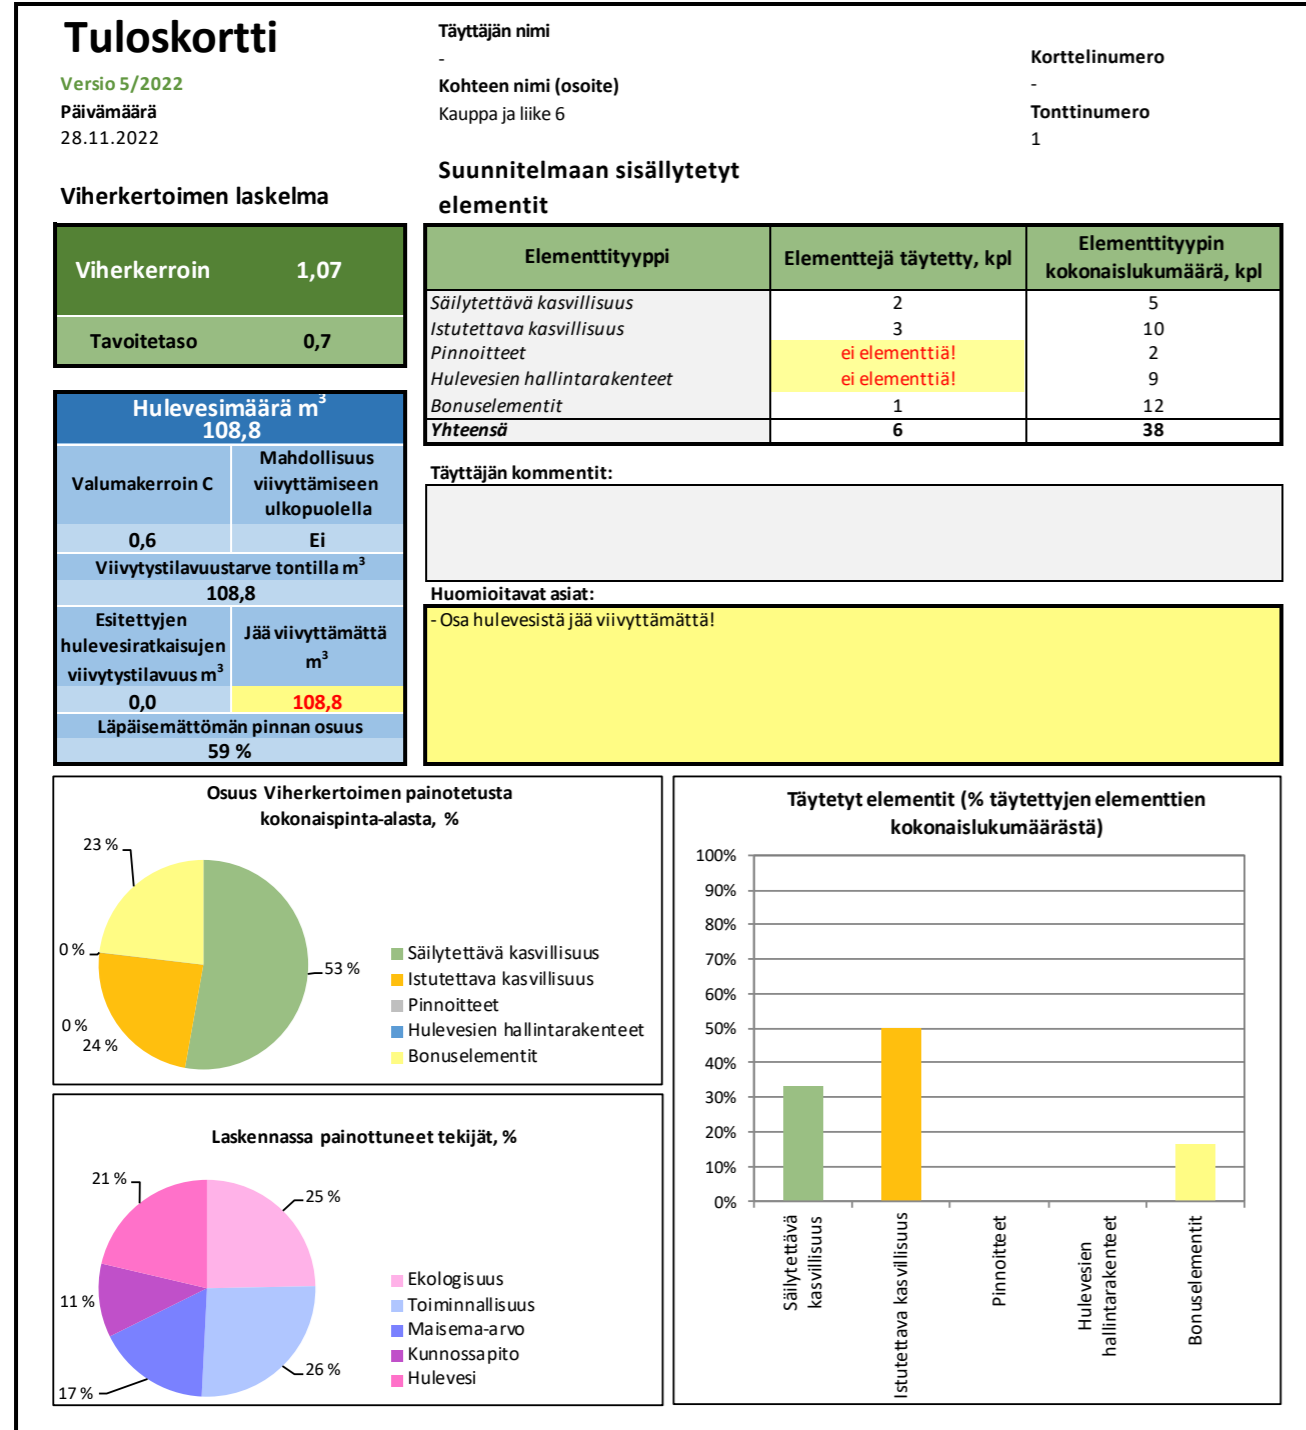 Tuloskortti
Versio 5/2022
Päivämäärä
28.11.2022
Täyttäjän nimi
-
Kohteen nimi (osoite)
Kauppa ja liike 6
Korttelinumero
-
Tonttinumero
1
Viherkertoimen laskelma
Viherkerroin 1,07
Tavoitetaso 0,7
Suunnitelmaan sisällytetyt
elementit
Elementtityyppi Elementtejä täytetty, kpl Elementtityypin
kokonaislukumäärä, kpl
Säilytettävä kasvillisuus 2 5
Istutettava kasvillisuus 3 10
Pinnoitteet ei elementtiä! 2
Hulevesien hallintarakenteet ei elementtiä! 9
Bonuselementit 1 12
Yhteensä 6 38
Hulevesimäärä m³
108,8
Valumakerroin C
Mahdollisuus
viivyttämiseen
ulkopuolella
0,6 Ei
Viivytystilavuustarve tontilla m³
108,8
Esitettyjen
hulevesiratkaisujen
viivytystilavuus m³
Jää viivyttämättä
m³
0,0 108,8
Läpäisemättömän pinnan osuus
59 %
Täyttäjän kommentit:
Huomioitavat asiat:
- Osa hulevesistä jää viivyttämättä!
Osuus Viherkertoimen painotetusta
kokonaispinta-alasta, %
23 %
0 %
0 %
24 %
53 %
Säilytettävä kasvillisuus
Istutettava kasvillisuus
Pinnoitteet
Hulevesien hallintarakenteet
Bonuselementit
Laskennassa painottuneet tekijät, %
21 %
25 %
11 %
17 %
26 %
Ekologisuus
Toiminnallisuus
Maisema-arvo
Kunnossapito
Hulevesi
Täytetyt elementit (% täytettyjen elementtien
kokonaislukumäärästä)
100%
90%
80%
70%
60%
50%
40%
30%
20%
10%
0%
Säilytettävä
kasvillisuus
Istutettava kasvillisuus
Pinnoitteet
Hulevesien
hallintarakenteet
Bonuselementit